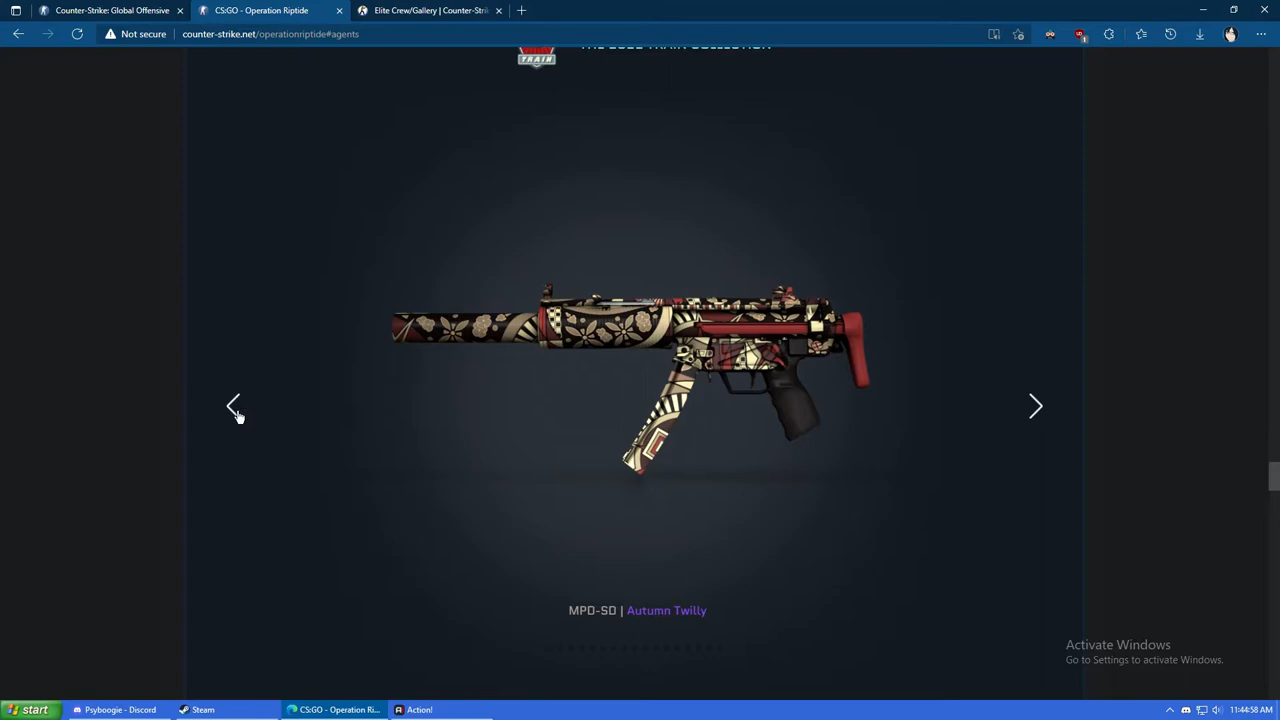 Counter-Strike: Global Offensive
CS:GO - Operation Riptide
Elite Crew/Gallery | Counter-Stri
Not secure
counter-strike.net/operationriptide#agents
TRAIN
MPD-SD | Autumn Twilly
Activate Windows
Go to Settings to activate Windows.
start
Psyboogie - Discord
Steam
CS:GO - Operation Ri...
Action!
11:44:58 AM